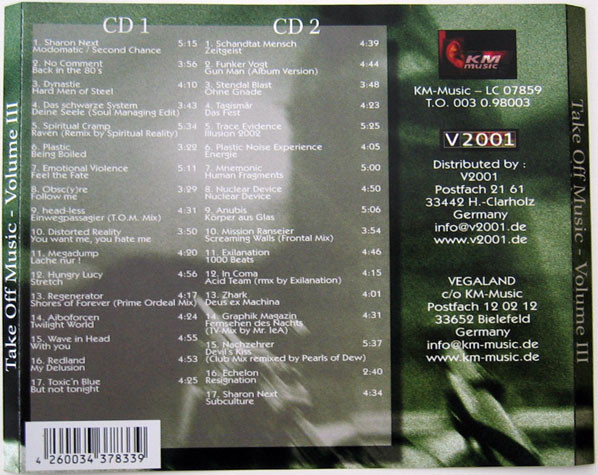 Take Off Music - Volume III
CD 1
1. Sharon Next 5:15
Modomatic / Second Chance
2. No Comment 3:56
Back in the 80's
3. Dynastie 3:10
Hard Men of Steel
4. Das schwarze System 3:43
Deine Seele (Soul Managing Edit)
5. Spiritual Cramp 5:34
Raven (Remix by Spiritual Reality)
6. Plastic 3:22
Being Boiled
7. Emotional Violence 5:11
Feel the Fate
8. Obsc(y)re 3:29
Follow me
9. head-less 4:31
Einwegpassagier (T.O.M. Mix)
10. Distorted Reality 3:50
You want me, you hate me
11. Megadump 4:20
Lache nur !
12. Hungry Lucy 4:56
Stretch
13. Regenerator 4:17
Shores of Forever (Prime Ordeal Mix)
14. Aiboforcen 4:24
Twilight World
15. Wave in Head 4:55
With you
16. Redland 4:53
My Delusion
17. Toxic'n Blue 4:25
But not tonight
4 260034 378339
CD 2
1. Schandtat Mensch 4:39
Zeitgeist
2. Funker Vogt 4:44
Gun Man (Album Version)
3. Stendal Blast 3:48
Ohne Gnade
4. Tagismár 4:23
Das Fest
5. Trace Evidence 5:25
Illusion 2002
6. Plastic Noise Experience 4:05
Energie
7. Mnemonic 5:00
Human Fragments
8. Nuclear Device 4:50
Nuclear Device
9. Anubis 5:06
Körper aus Glas
10. Mission Ranseier 3:54
Screaming Walls (Frontal Mix)
11. Exilanation 4:46
1000 Beats
12. In Coma 4:15
Acid Team (rmx by Exilanation)
13. Zhark 4:01
Deus ex Machina
14. Graphik Magazin 4:31
Fernsehen des Nachts
(TV-Mix by Mr. IeA)
15. Nachzehrer 5:37
Devil's Kiss
(Club Mix remixed by Pearls of Dew)
16. Echelon 2:40
Resignation
17. Sharon Next 4:34
Subculture
KM
MUSIC
KM-Music – LC 07859
T.O. 003 0.98003
V2001
Distributed by :
V2001
Postfach 21 61
33442 H.-Clarholz
Germany
info@v2001.de
www.v2001.de
VEGALAND
c/o KM-Music
Postfach 12 02 12
33652 Bielefeld
Germany
info@km-music.de
www.km-music.de
Take Off Music - Volume III